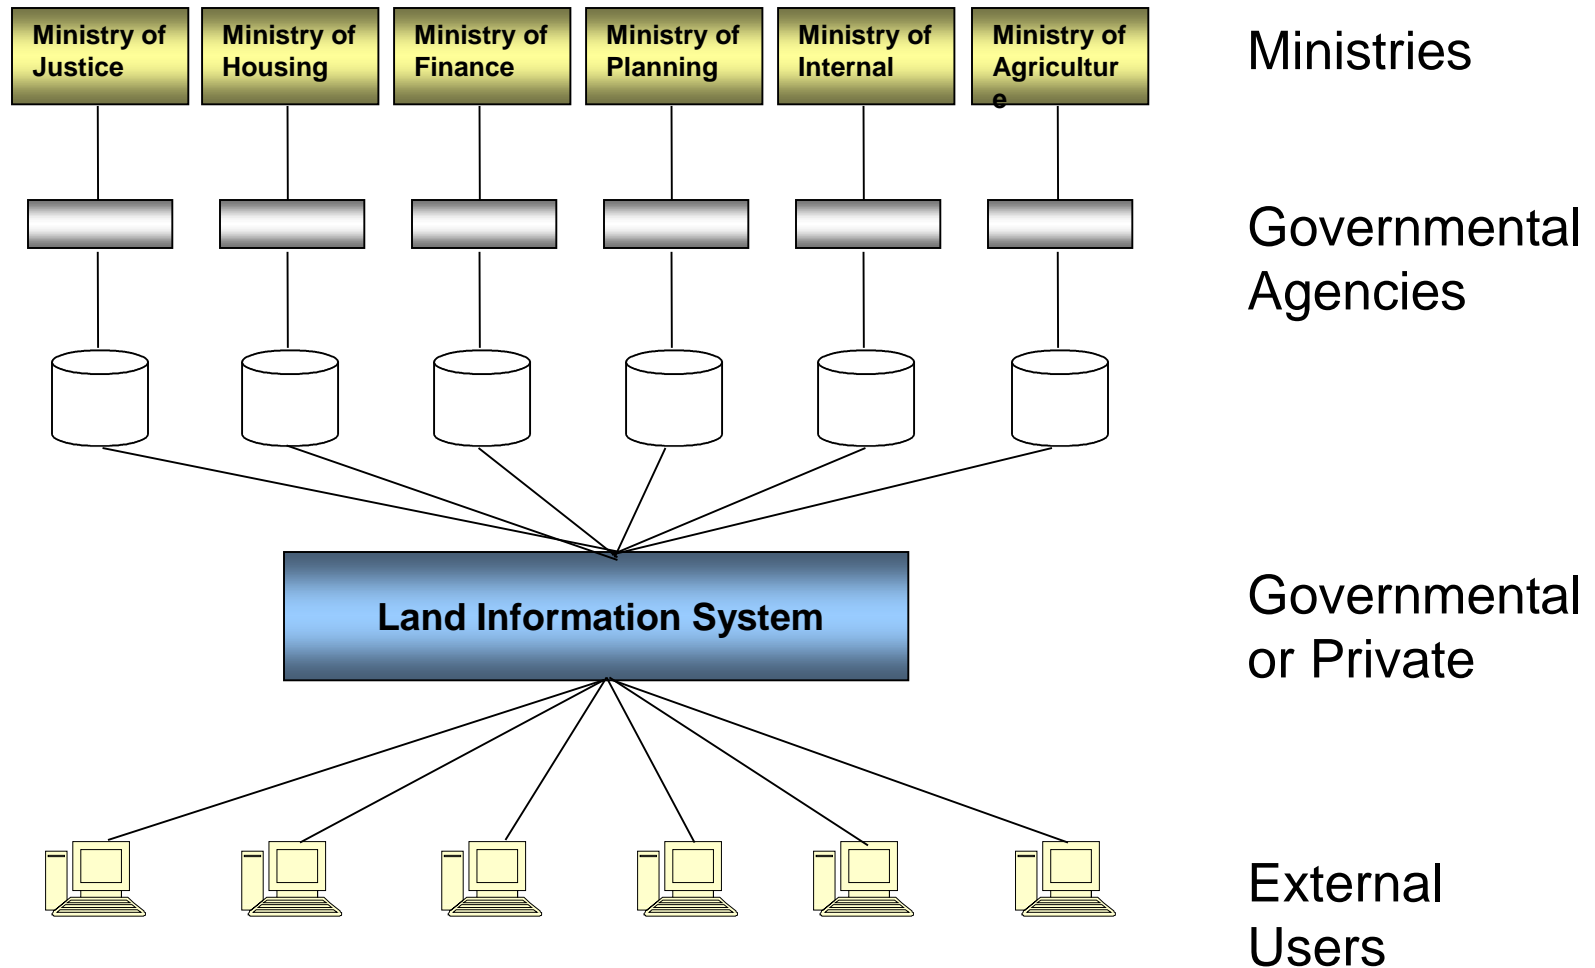 Ministry of
Justice
Ministry of
Housing
Ministry of
Finance
Ministry of
Planning
Ministry of
Internal
Ministry of
Agricultur
e
Ministries
Governmental
Agencies
Land Information System
Governmental
or Private
External
Users